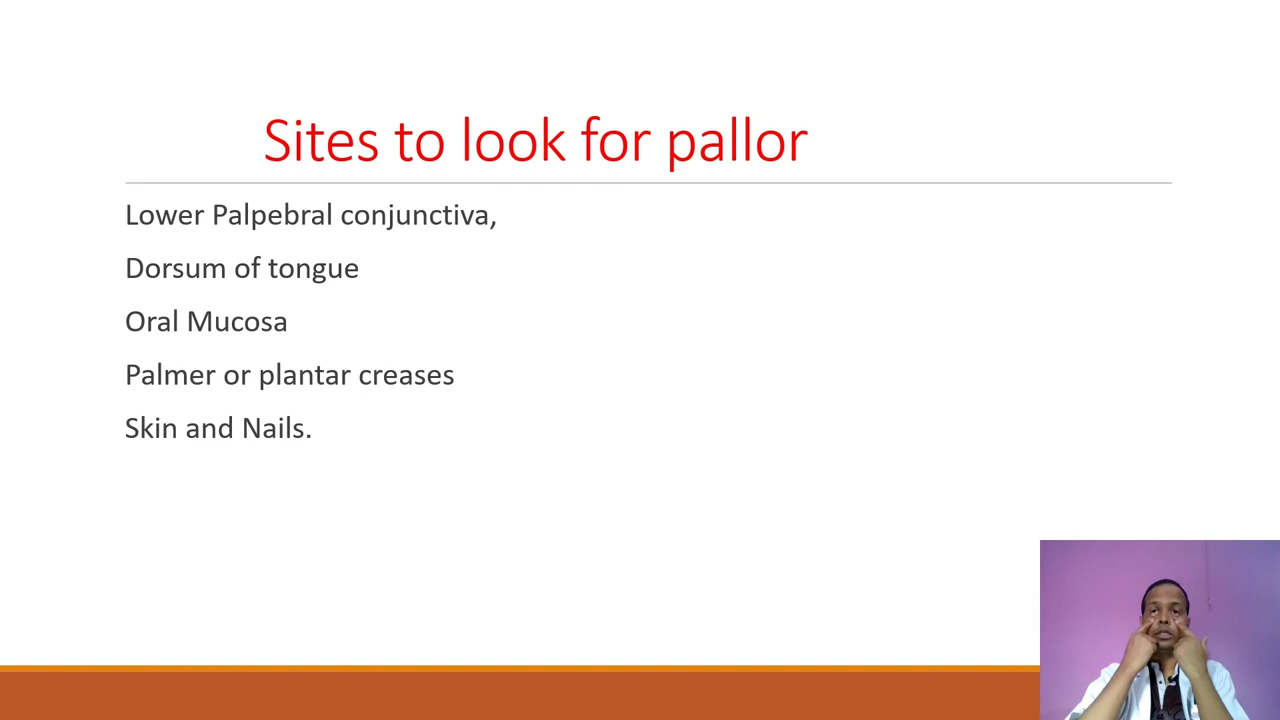 Sites to look for pallor
Lower Palpebral conjunctiva,
Dorsum of tongue
Oral Mucosa
Palmer or plantar creases
Skin and Nails.